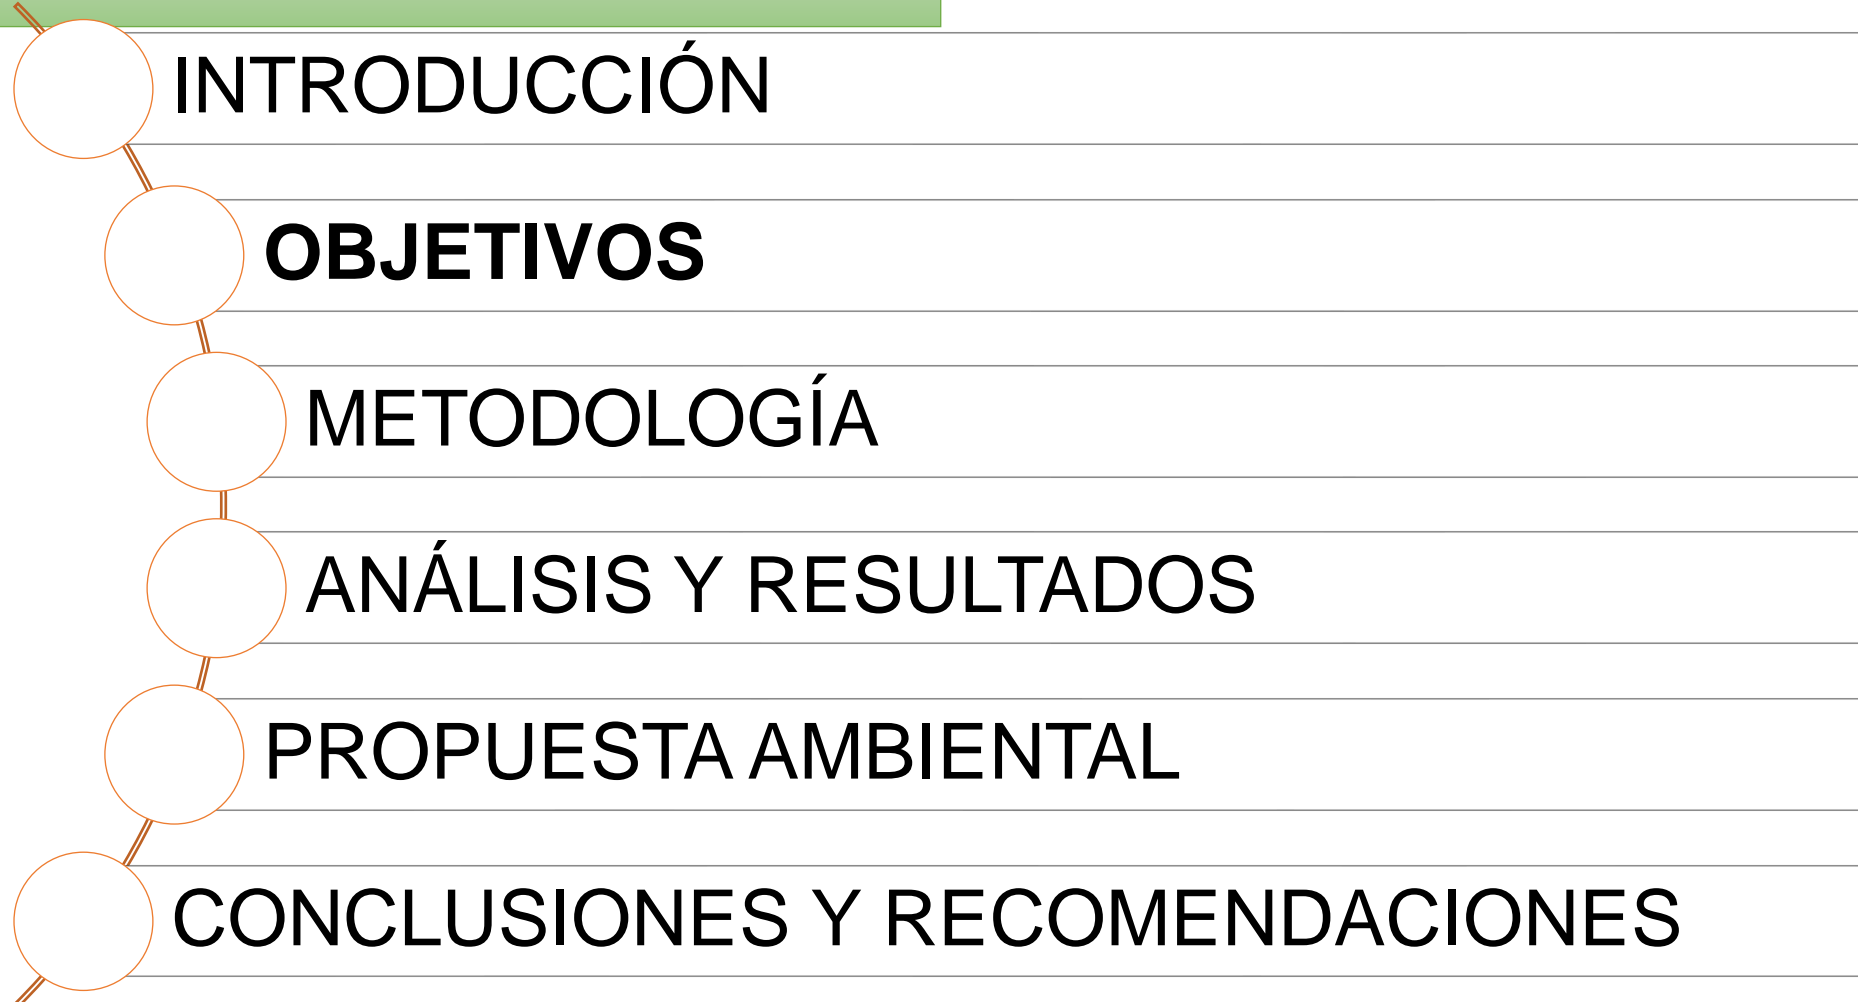 INTRODUCCIÓN
OBJETIVOS
METODOLOGÍA
ANÁLISIS Y RESULTADOS
PROPUESTA AMBIENTAL
CONCLUSIONES Y RECOMENDACIONES